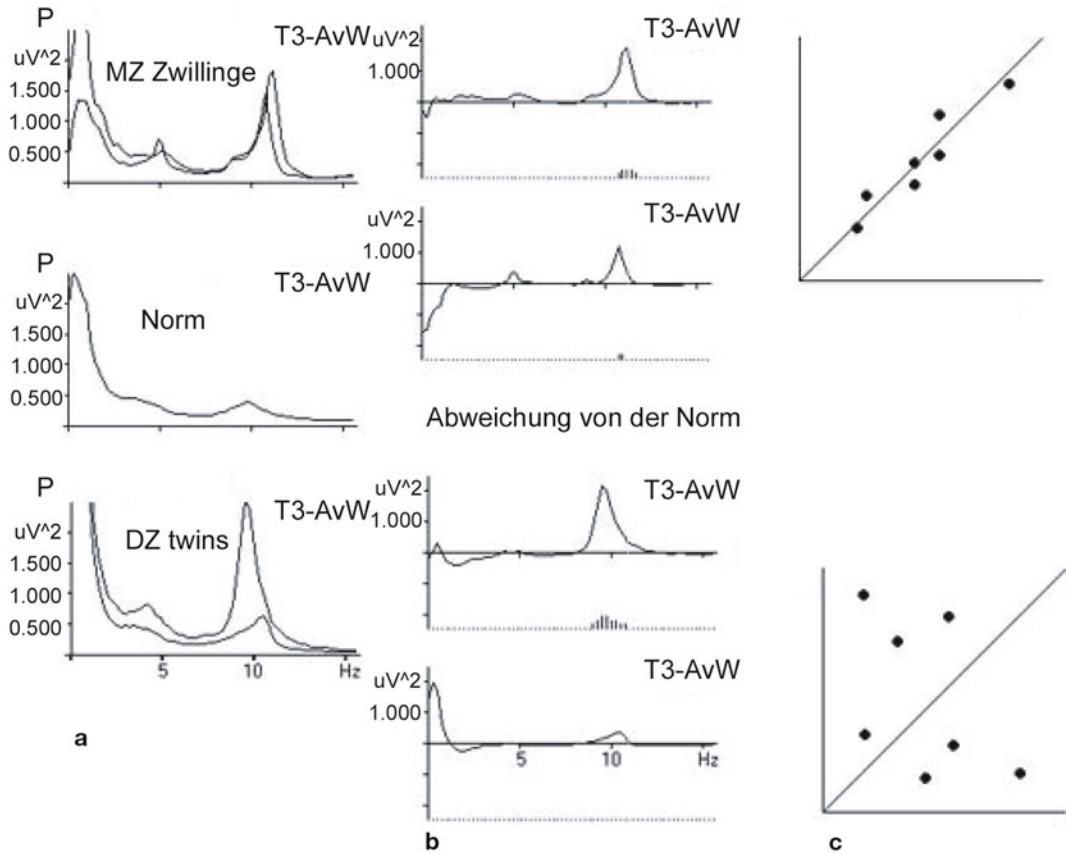 P
T3-AvW
uV^2
MZ Zwillinge
1.500
1.000
0.500
P
T3-AvW
uV^2
Norm
1.500
1.000
0.500
P
T3-AvW
uV^2
DZ twins
1.500
1.000
0.500
5 10 Hz
a
uV^2
T3-AvW
1.000
T3-AvW
uV^2
1.000
Abweichung von der Norm
uV^2
T3-AvW
1.000
T3-AvW
uV^2
1.000
5 10 Hz
b
c